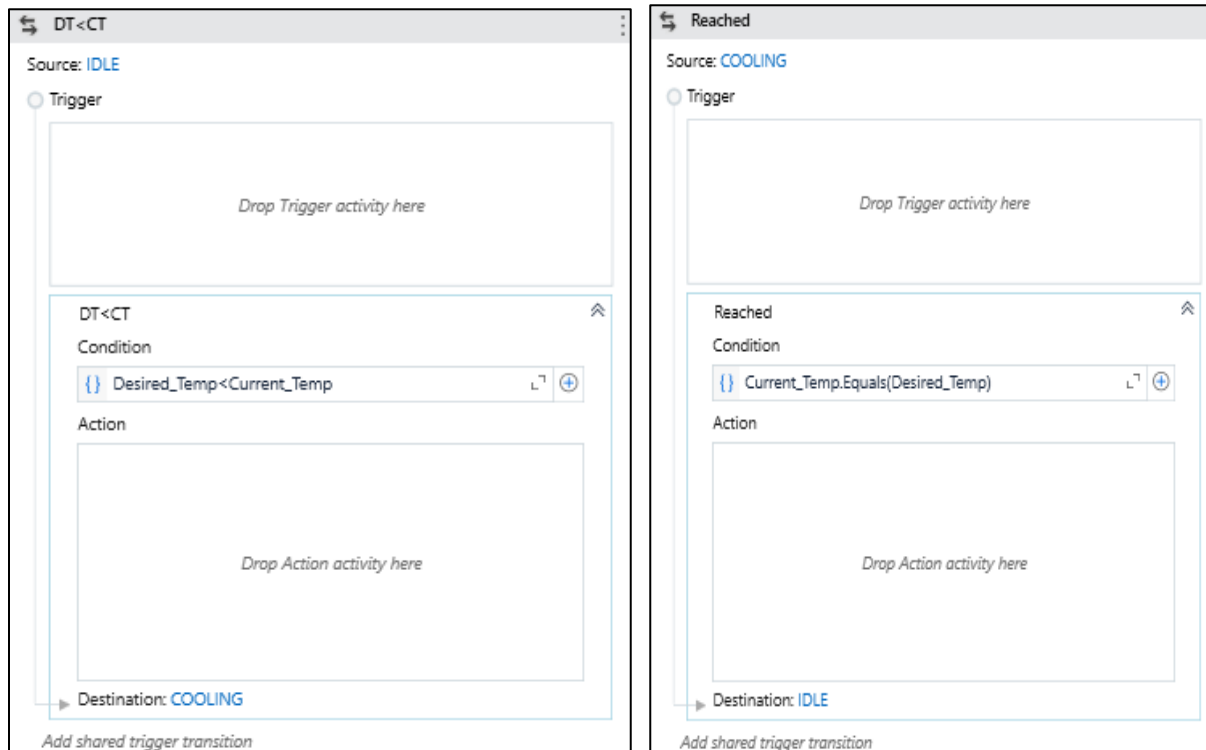 DT<CT
Source: IDLE
Trigger
Drop Trigger activity here
DT<CT
Condition
{} Desired_Temp<Current_Temp
Action
Drop Action activity here
Destination: COOLING
Add shared trigger transition
Reached
Source: COOLING
Trigger
Drop Trigger activity here
Reached
Condition
{} Current_Temp.Equals(Desired_Temp)
Action
Drop Action activity here
Destination: IDLE
Add shared trigger transition